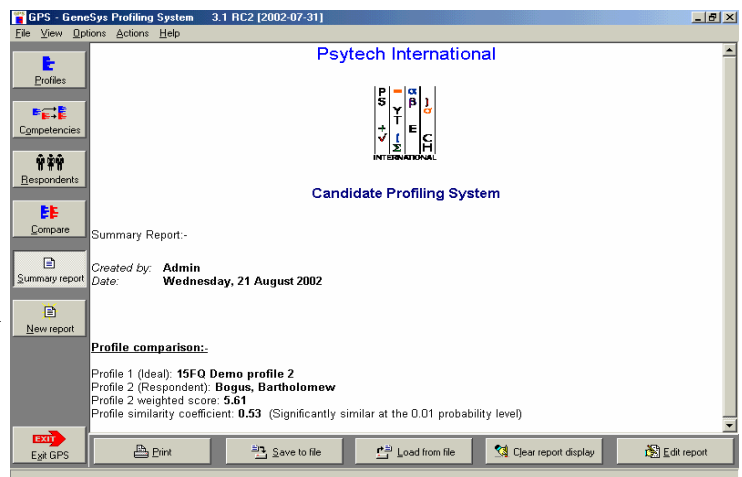 GPS - GeneSys Profiling System 3.1 RC2 [2002-07-31]
File View Options Actions Help
Psytech International
Profiles
Competencies
Respondents
Compare
Summary report
New report
Exit GPS
PSYTECH
INTERNATIONAL
Candidate Profiling System
Summary Report:-
Created by: Admin
Date: Wednesday, 21 August 2002
Profile comparison:-
Profile 1 (Ideal): 15FQ Demo profile 2
Profile 2 (Respondent): Bogus, Bartholomew
Profile 2 weighted score: 5.61
Profile similarity coefficient: 0.53 (Significantly similar at the 0.01 probability level)
EXIT
Print Save to file Load from file Clear report display Edit report